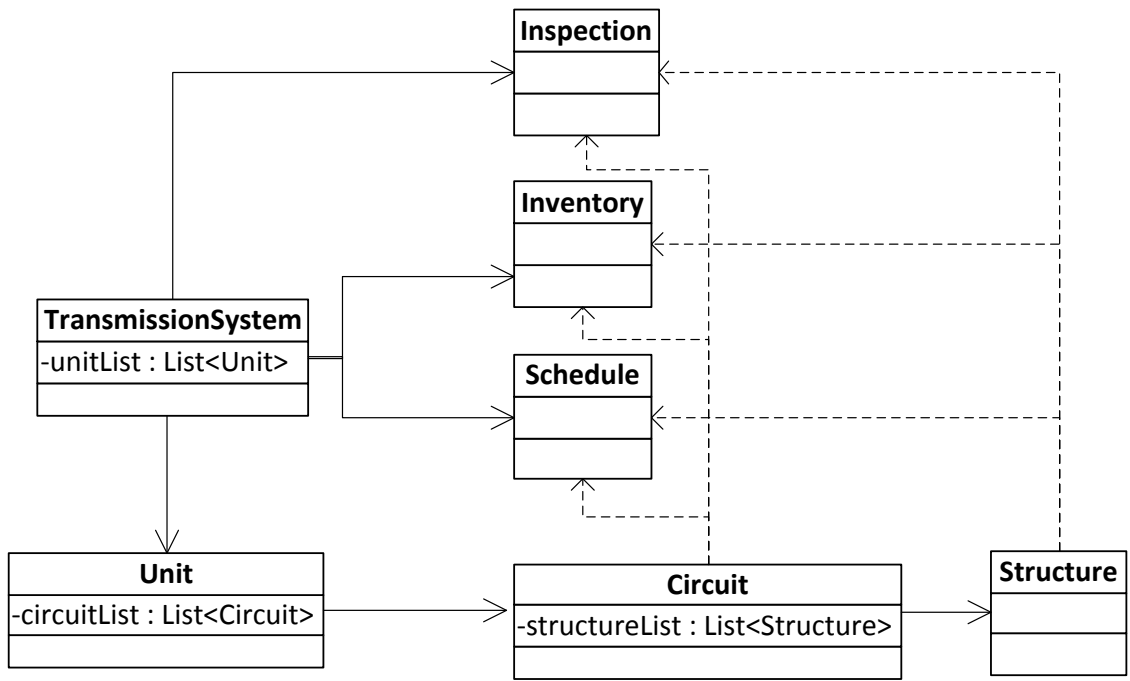 Inspection
Inventory
TransmissionSystem
-unitList : List<Unit>
Schedule
Unit
-circuitList : List<Circuit>
Circuit
-structureList : List<Structure>
Structure